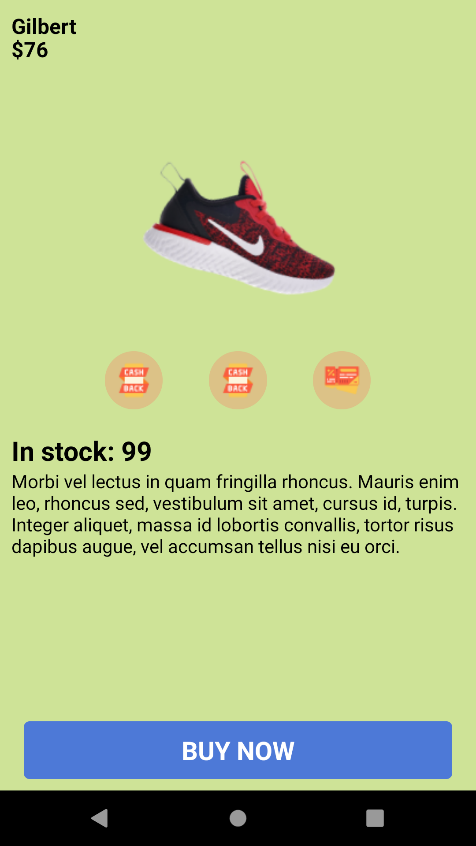 Gilbert
$76
CASH
BACK
CASH
BACK
In stock: 99
Morbi vel lectus in quam fringilla rhoncus. Mauris enim
leo, rhoncus sed, vestibulum sit amet, cursus id, turpis.
Integer aliquet, massa id lobortis convallis, tortor risus
dapibus augue, vel accumsan tellus nisi eu orci.
BUY NOW